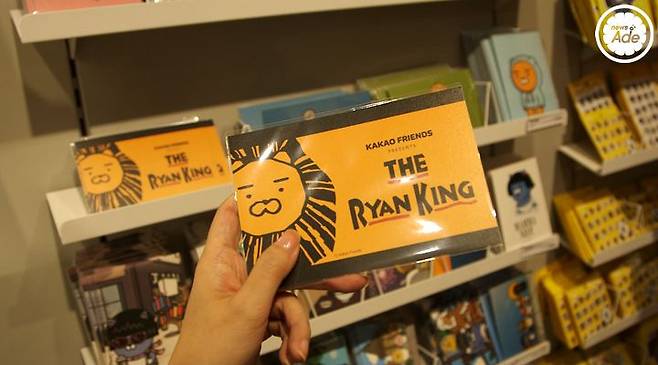 news
Ade
KAKAO FRIENDS
PRESENTS
THE
RYAN KING
THE
RYAN KING